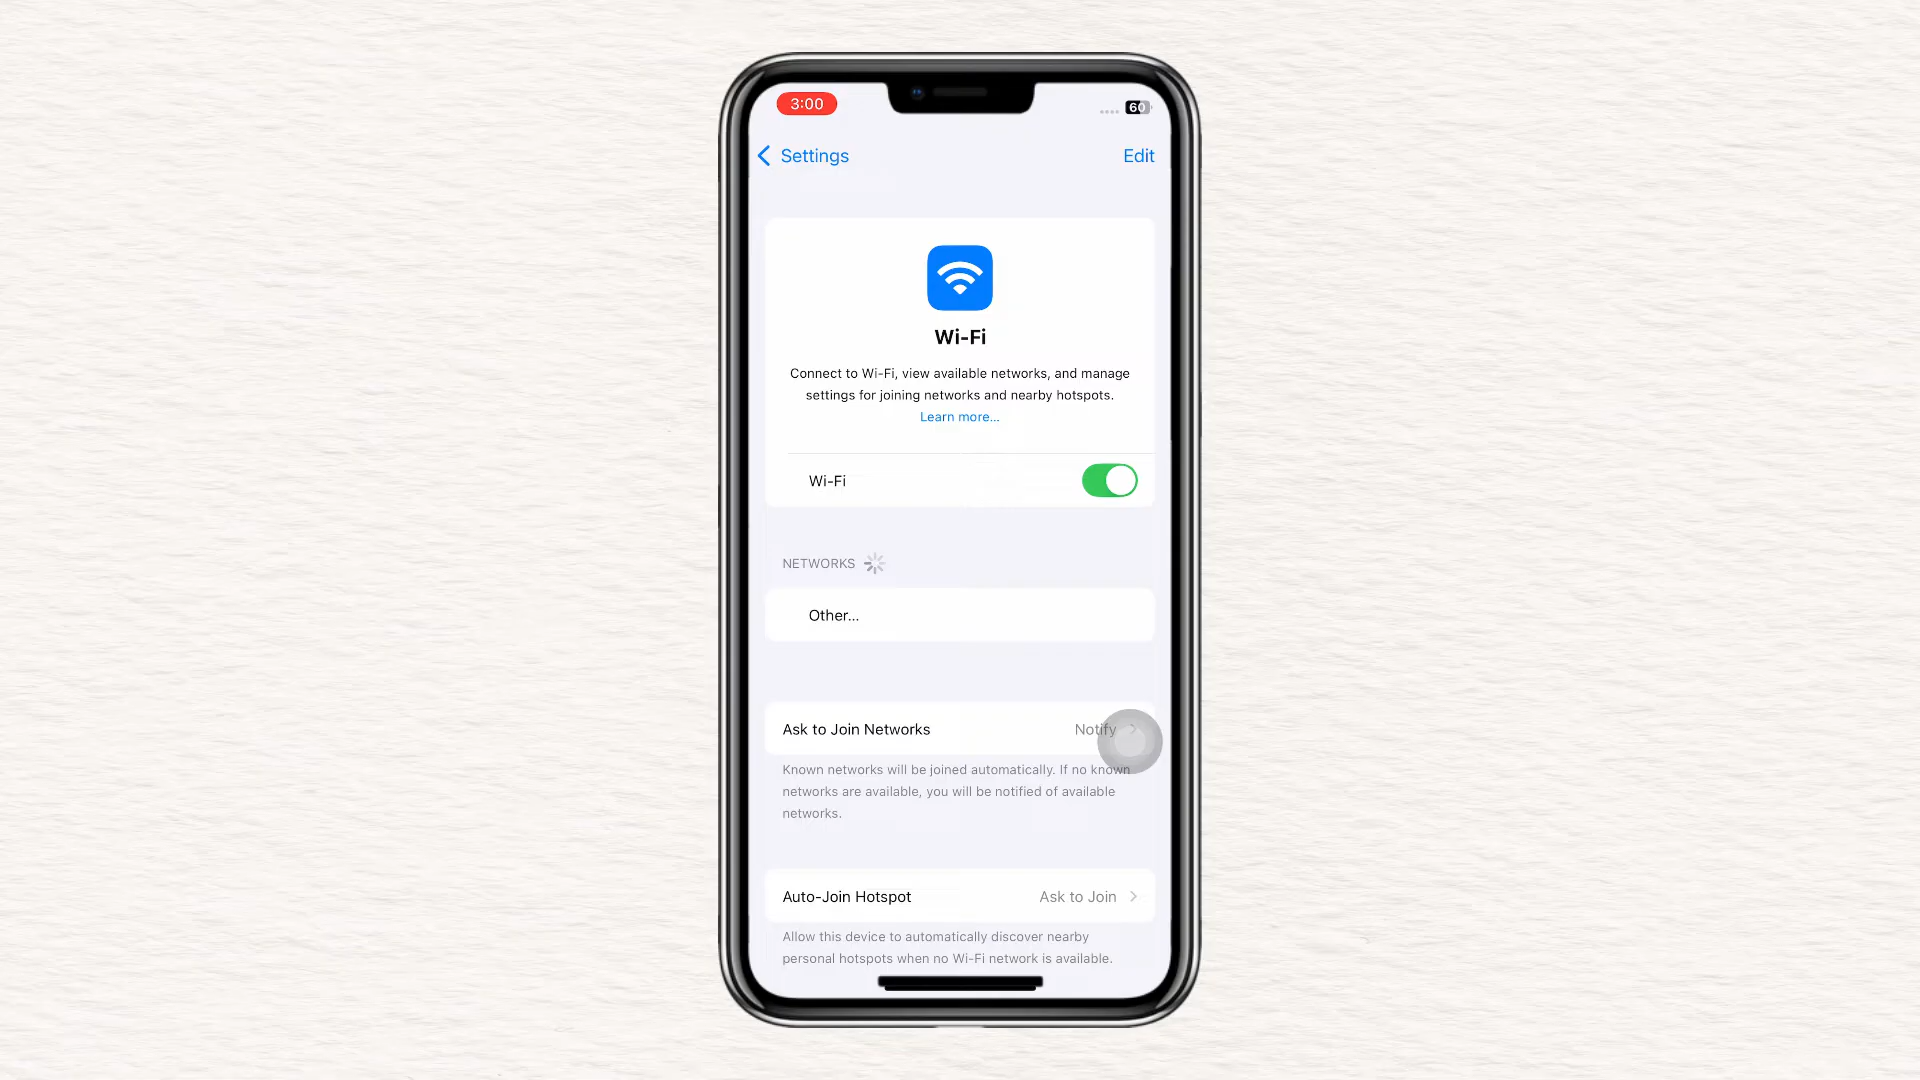 3:00
60
Settings
Edit
Wi-Fi
Connect to Wi-Fi, view available networks, and manage
settings for joining networks and nearby hotspots.
Learn more...
Wi-Fi
NETWORKS
Other...
Ask to Join Networks
Notify
Known networks will be joined automatically. If no known
networks are available, you will be notified of available
networks.
Auto-Join Hotspot
Ask to Join
Allow this device to automatically discover nearby
personal hotspots when no Wi-Fi network is available.